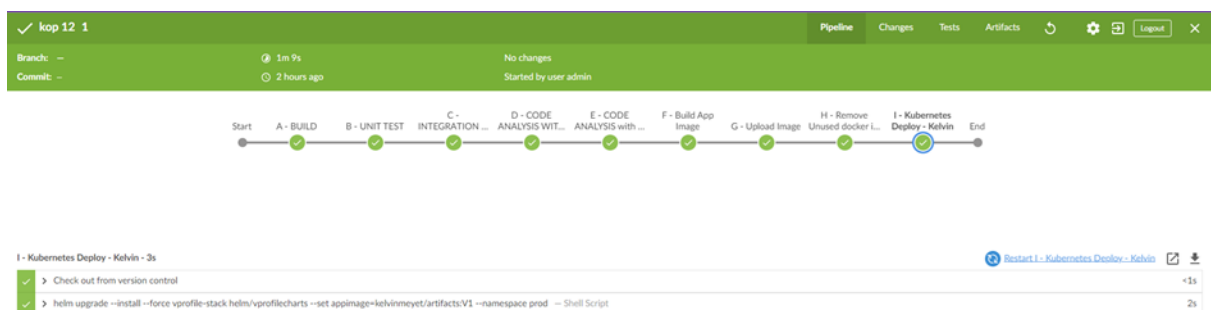 kop 12 1
Pipeline Changes Tests Artifacts Logout
Branch: — 1m 9s No changes
Commit: – 2 hours ago Started by user admin
Start
A - BUILD
B - UNIT TEST
C -
INTEGRATION ...
D - CODE
ANALYSIS WIT...
E - CODE
ANALYSIS with ...
F - Build App
Image
G - Upload Image
H - Remove
Unused docker i...
I - Kubernetes
Deploy - Kelvin
End
I - Kubernetes Deploy - Kelvin - 3s Restart I - Kubernetes Deploy - Kelvin
Check out from version control <1s
helm upgrade --install --force vprofile-stack helm/vprofilecharts --set appimage=kelvinmeyet/artifacts:V1 --namespace prod — Shell Script 2s